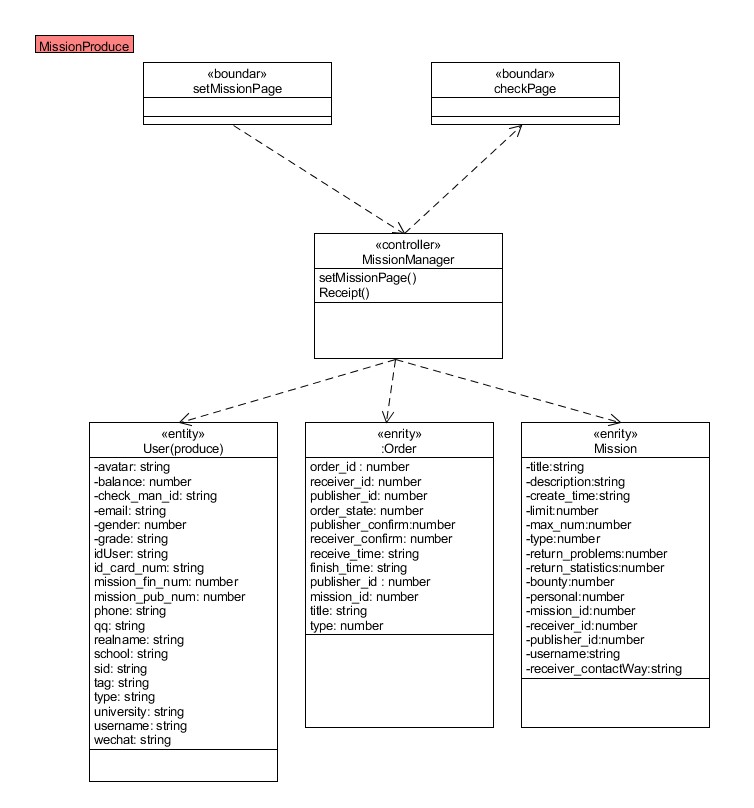 MissionProduce
«boundar»
setMissionPage
«boundar»
checkPage
«controller»
MissionManager
setMissionPage()
Receipt()
«entity»
User(produce)
-avatar: string
-balance: number
-check_man_id: string
-email: string
-gender: number
-grade: string
idUser: string
id_card_num: string
mission_fin_num: number
mission_pub_num: number
phone: string
qq: string
realname: string
school: string
sid: string
tag: string
type: string
university: string
username: string
wechat: string
«enrity»
:Order
order_id : number
receiver_id: number
publisher_id: number
order_state: number
publisher_confirm:number
receiver_confirm: number
receive_time: string
finish_time: string
publisher_id : number
mission_id: number
title: string
type: number
«enrity»
Mission
-title:string
-description:string
-create_time:string
-limit:number
-max_num:number
-type:number
-return_problems:number
-return_statistics:number
-bounty:number
-personal:number
-mission_id:number
-receiver_id:number
-publisher_id:number
-username:string
-receiver_contactWay:string